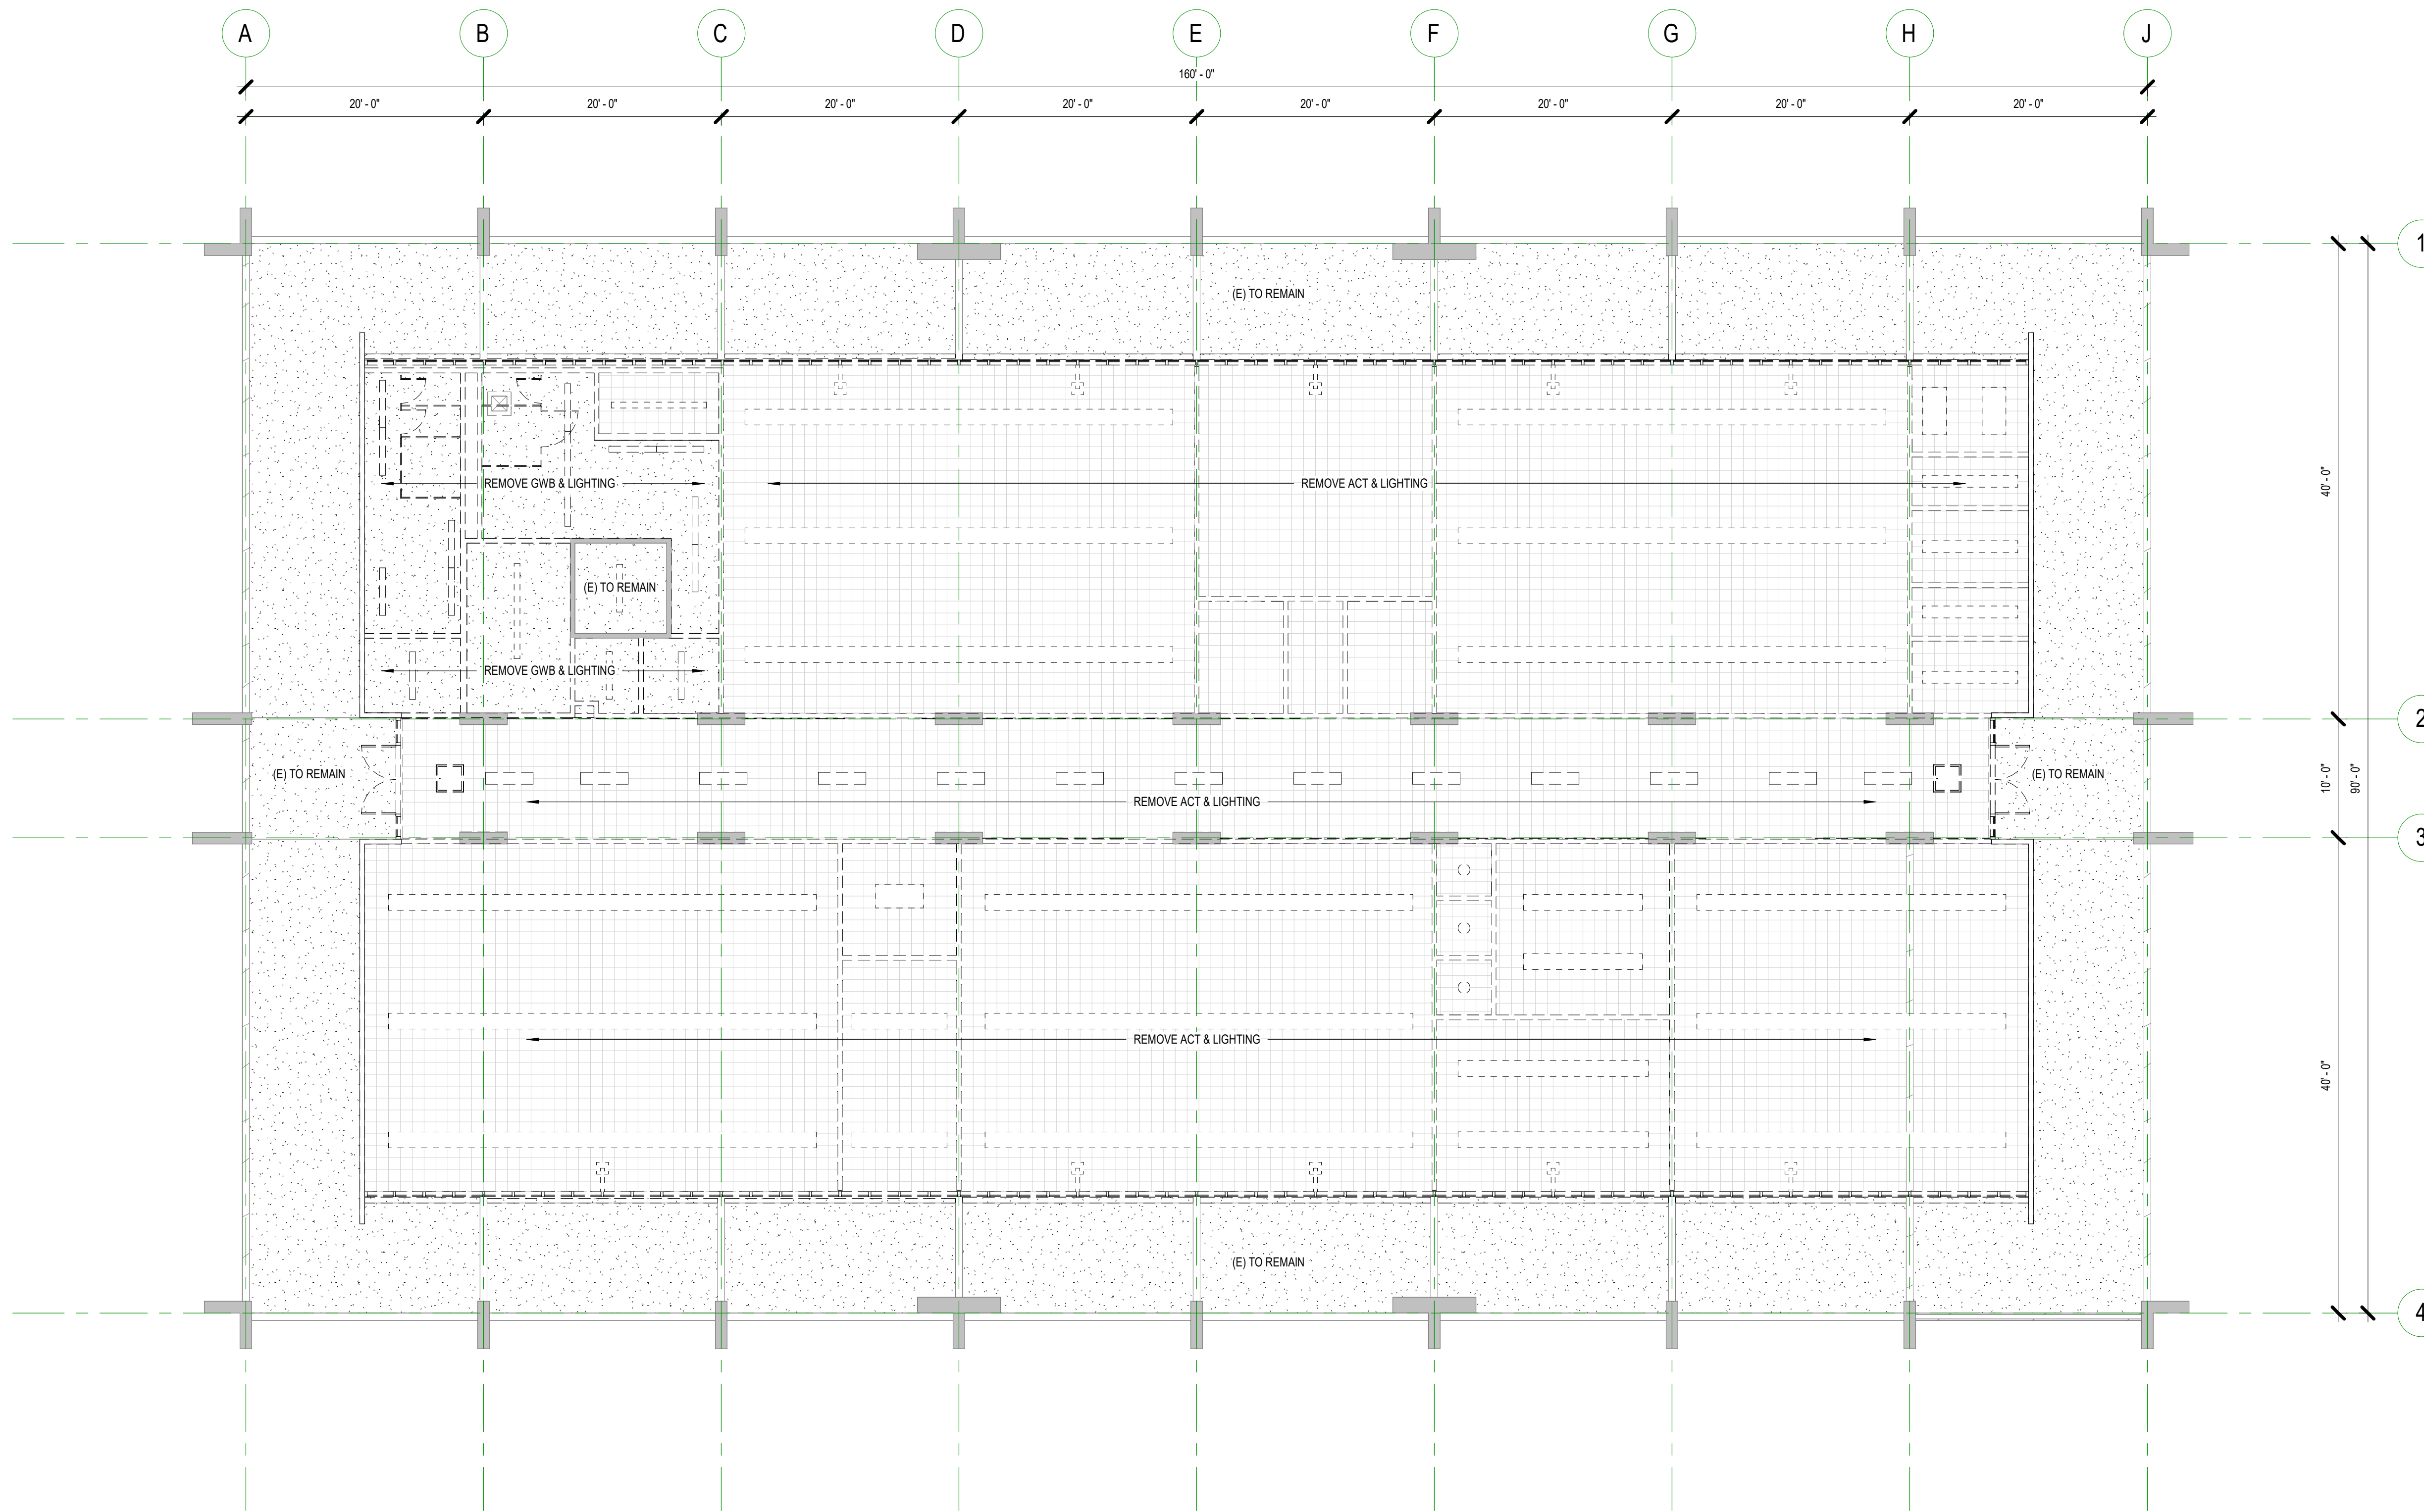 A B C D E F G H J
160' - 0"
20' - 0" 20' - 0" 20' - 0" 20' - 0" 20' - 0" 20' - 0" 20' - 0" 20' - 0"
1
(E) TO REMAIN
REMOVE GWB & LIGHTING
REMOVE ACT & LIGHTING
40' - 0"
(E) TO REMAIN
REMOVE GWB & LIGHTING
2
(E) TO REMAIN
(E) TO REMAIN
10' - 0"
90' - 0"
REMOVE ACT & LIGHTING
3
REMOVE ACT & LIGHTING
40' - 0"
(E) TO REMAIN
4